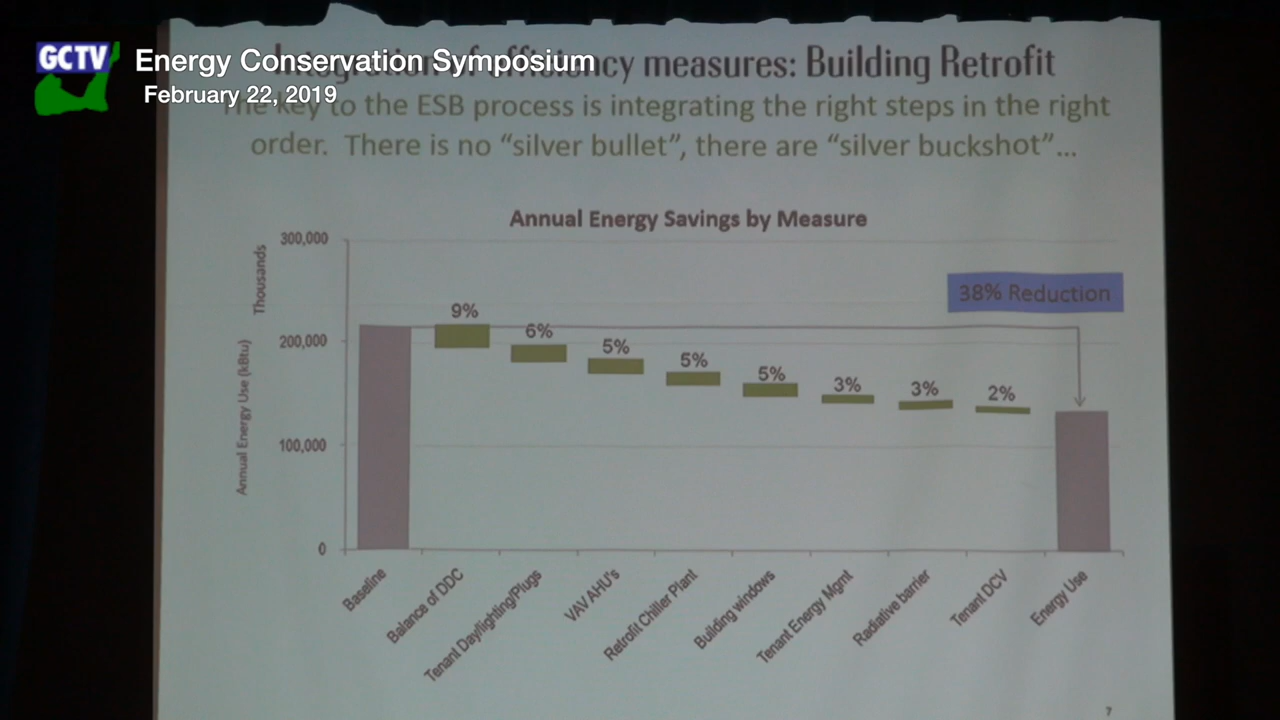 GCTV
Energy Conservation Symposium
February 22, 2019
efficiency measures: Building Retrofit
key to the ESB process is integrating the right steps in the right
order. There is no “silver bullet”, there are “silver buckshot”...
Annual Energy Savings by Measure
Thousands
Annual Energy Use (kBtu)
300,000
200,000
100,000
0
38% Reduction
9%
6%
5%
5%
5%
3%
3%
2%
Baseline
Balance of DDC
Tenant Daylighting/Plugs
VAV AHU's
Retrofit Chiller Plant
Building windows
Tenant Energy Mgmt
Radiative barrier
Tenant DCV
Energy Use
7